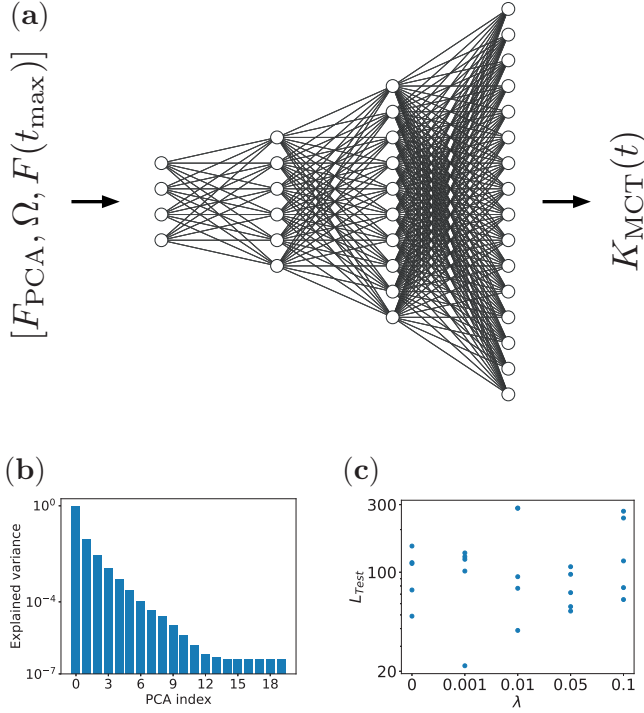 (a)
[F_PCA, Ω, F(t_max)]
K_MCT(t)
(b)
10^0
10^-4
10^-7
Explained variance
0 3 6 9 12 15 18
PCA index
(c)
300
100
20
L_Test
0 0.001 0.01 0.05 0.1
λ